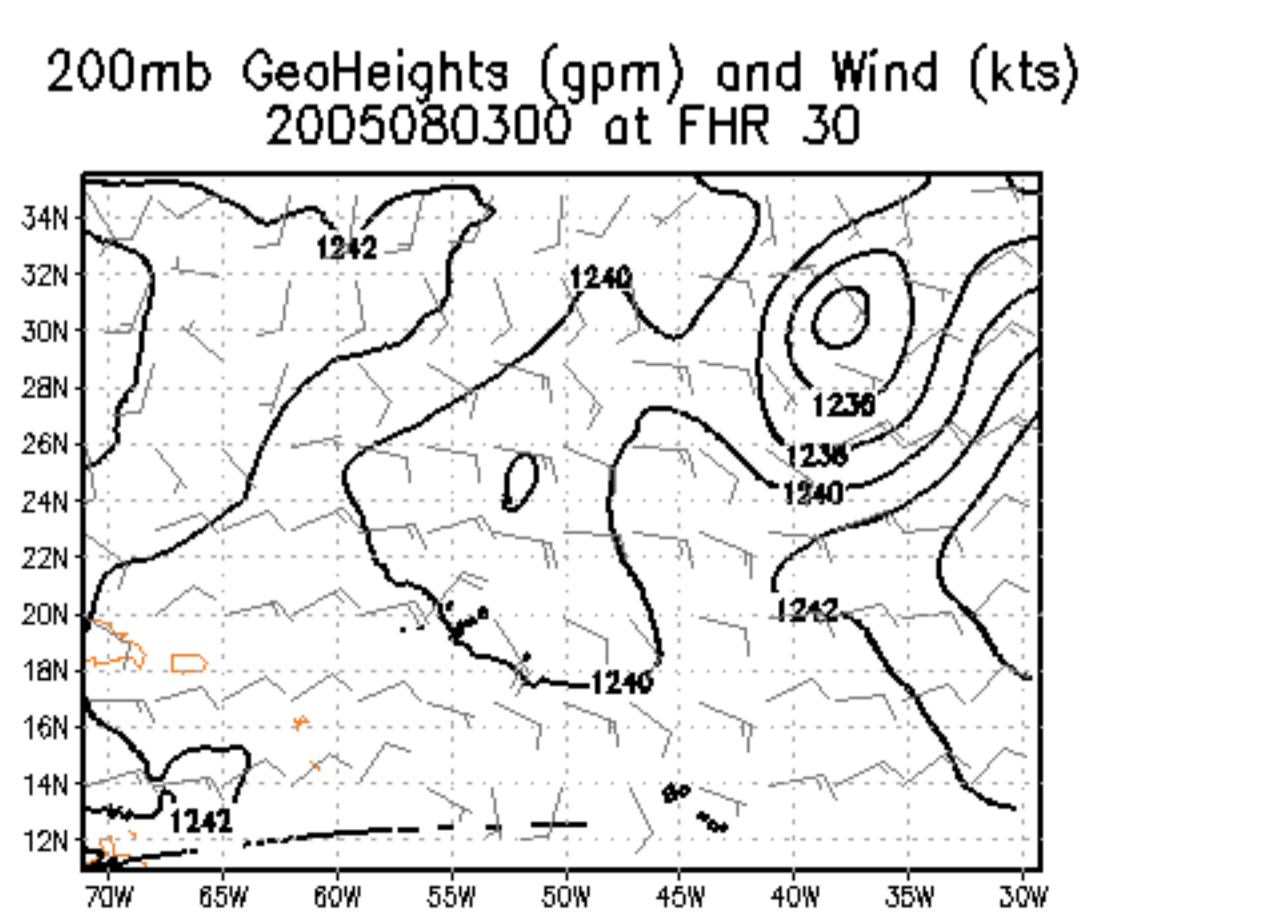 200mb GeoHeights (gpm) and Wind (kts)
2005080300 at FHR 30
34N
1242
32N
1240
30N
28N
1236
26N
1238
24N
1240
22N
20N
1242
18N
1240
16N
14N
1242
12N
70W 65W 60W 55W 50W 45W 40W 35W 30W